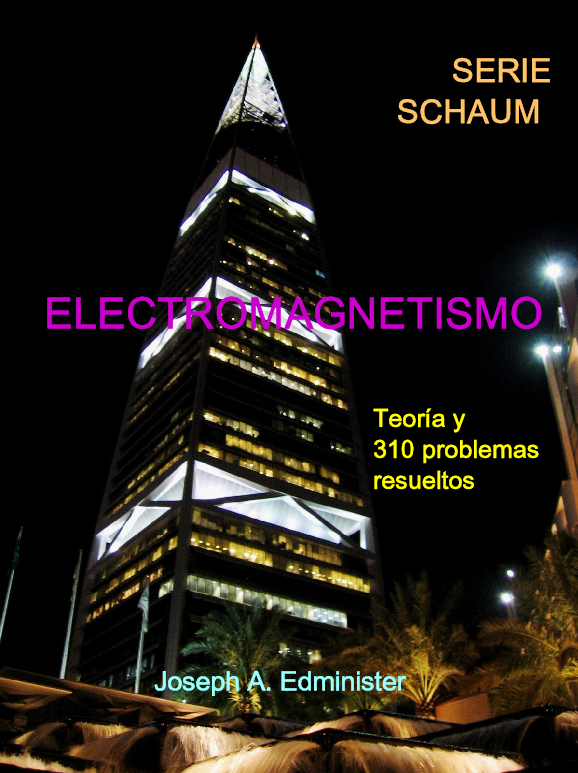 SERIE
SCHAUM
ELECTROMAGNETISMO
Teoría y
310 problemas
resueltos
Joseph A. Edminister